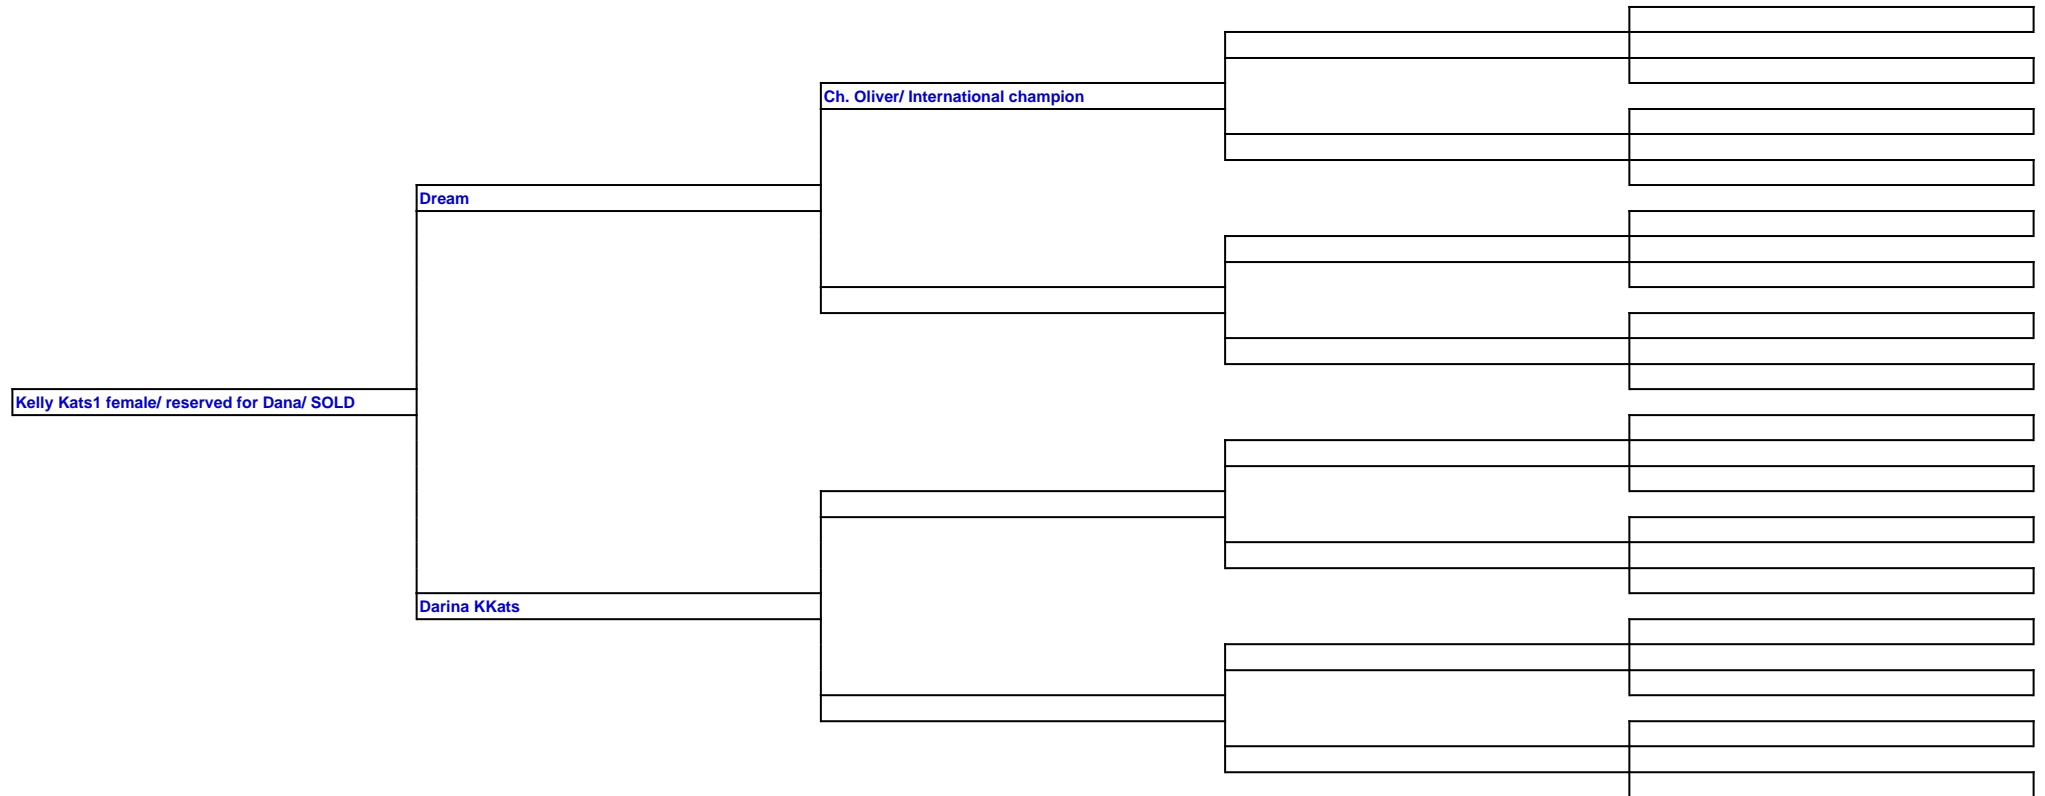 Ch. Oliver/ International champion
Dream
Kelly Kats1 female/ reserved for Dana/ SOLD
Darina KKats